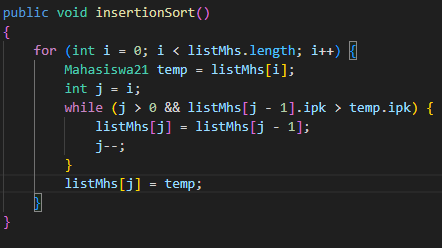 public void insertionSort()
{
    for (int i = 0; i < listMhs.length; i++) {
        Mahasiswa21 temp = listMhs[i];
        int j = i;
        while (j > 0 && listMhs[j - 1].ipk > temp.ipk) {
            listMhs[j] = listMhs[j - 1];
            j--;
        }
        listMhs[j] = temp;
    }
}